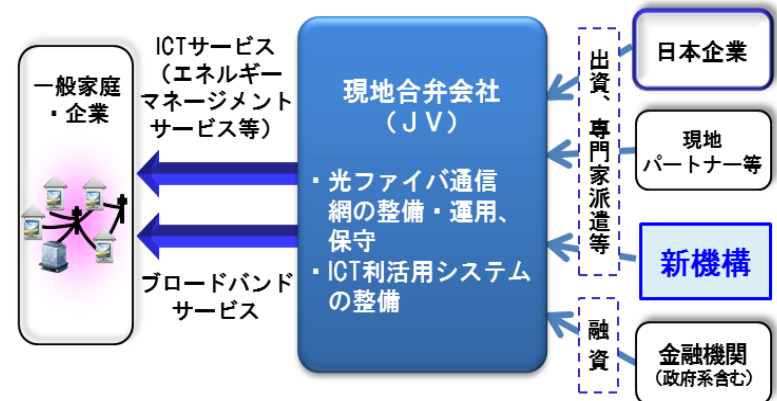 一般家庭
・企業
ICTサービス
（エネルギー
マネージメント
サービス等）
ブロードバンド
サービス
現地合弁会社
（ＪＶ）
・光ファイバ通信
網の整備・運用、
保守
・ICT利活用システム
の整備
出資、専門家派遣等
融資
日本企業
現地
パートナー等
新機構
金融機関
（政府系含む）